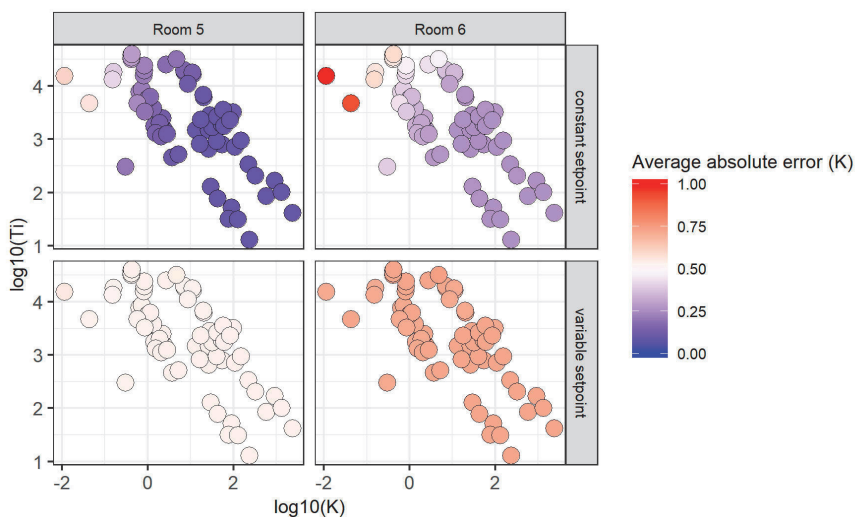 Room 5
Room 6
4
3
2
1
constant setpoint
log10(Ti)
4
3
2
1
variable setpoint
-2
0
2
-2
0
2
log10(K)
Average absolute error (K)
1.00
0.75
0.50
0.25
0.00